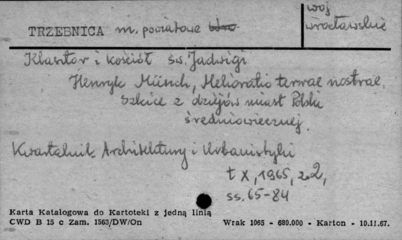 woj
TRZEBNICA m. powiatowe wrocławskie
Klasztor i kościół św. Jadwigi
Henryk Münch, Melioratio terrae nostrae.
Szkice z dziejów miast Polski
średniowiecznej.
Kwartalnik Architektury i Urbanistyki
t X, 1965, z 2,
ss. 65-84
Karta Katalogowa do Kartoteki z jedną linią
CWD B 15 c Zam. 1563/DW/On Wrak 1965 - 680.000 - Karton - 10.11.67.